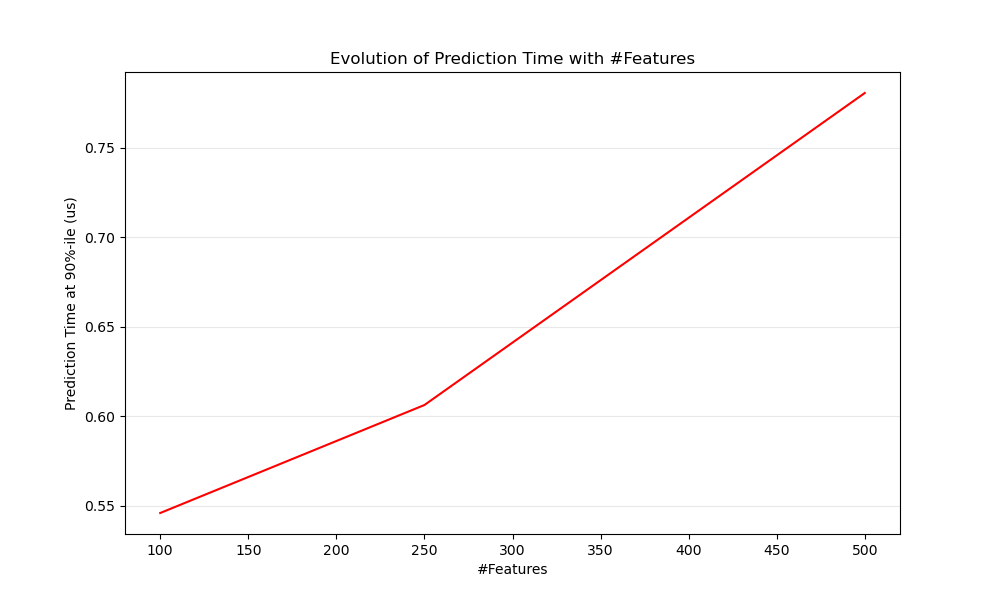 Evolution of Prediction Time with #Features
Prediction Time at 90%-ile (us)
0.75
0.70
0.65
0.60
0.55
100 150 200 250 300 350 400 450 500
#Features